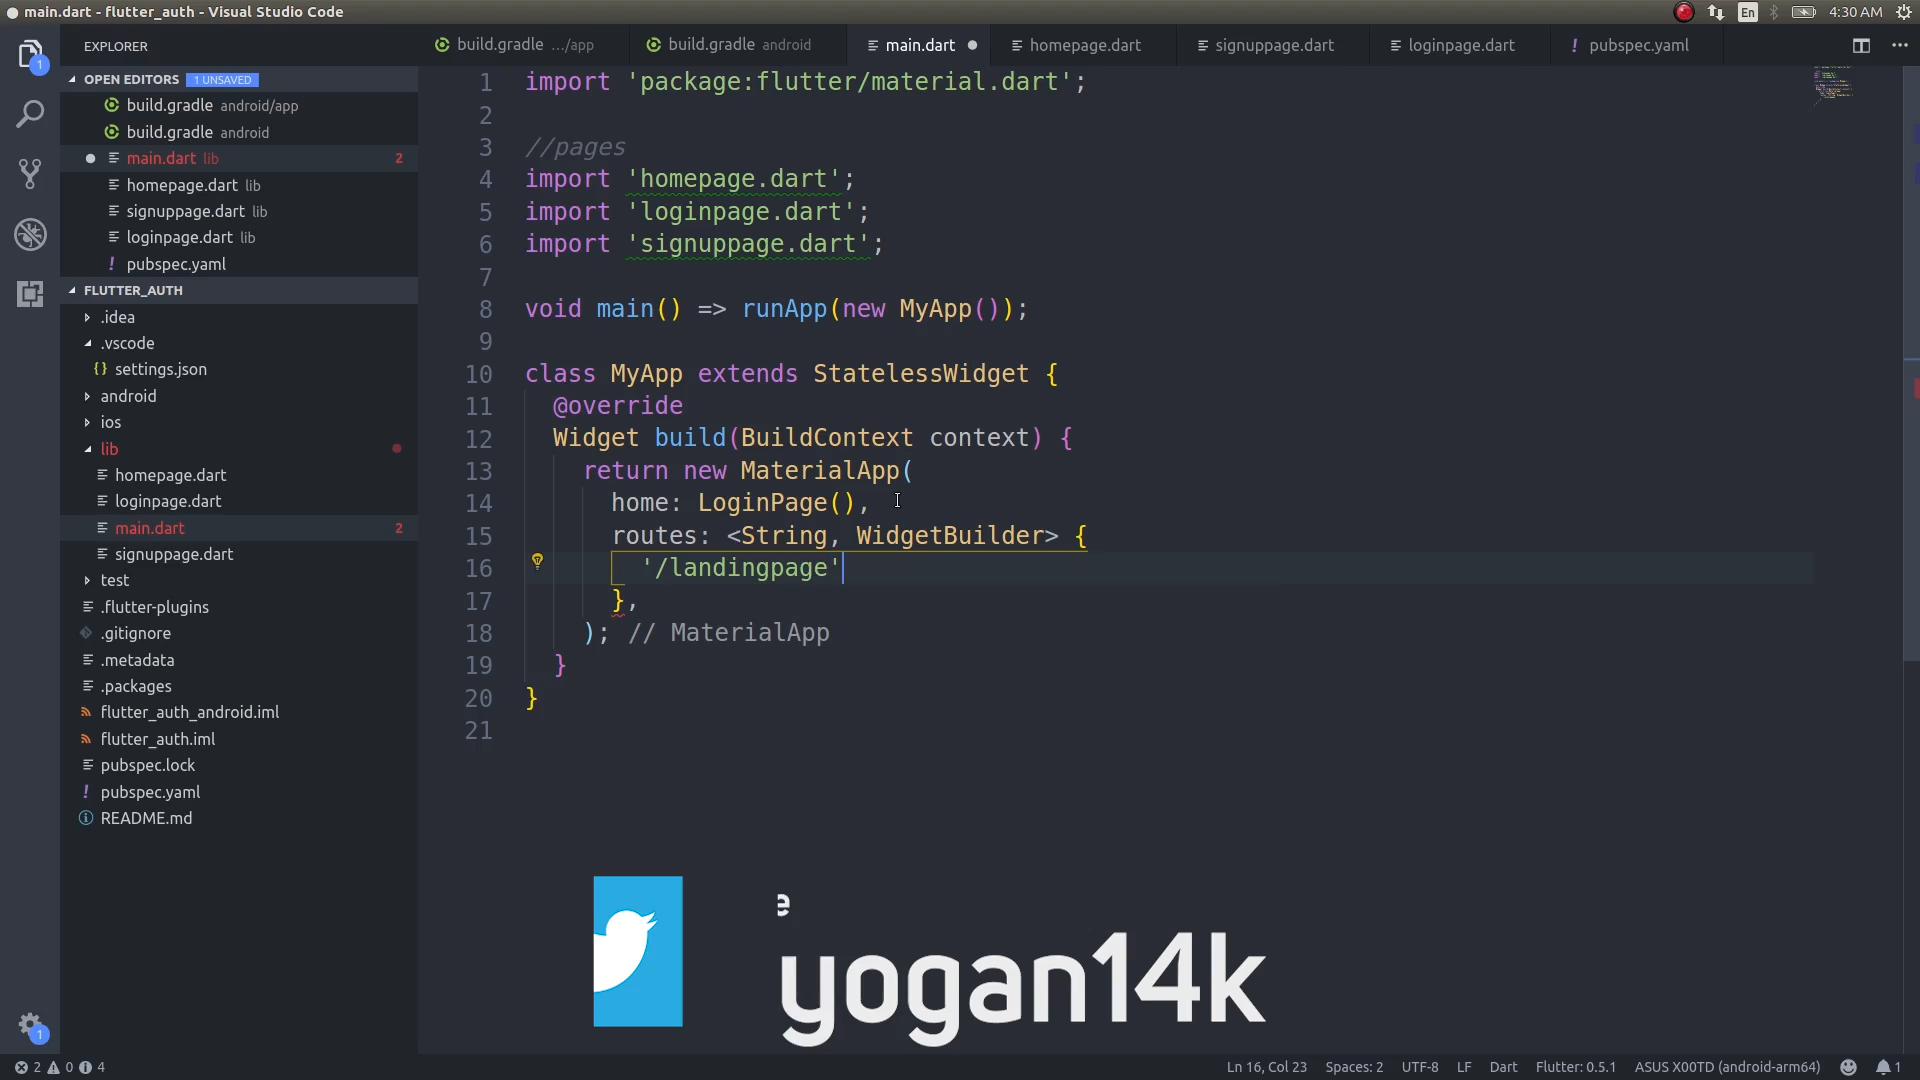 main.dart - flutter_auth - Visual Studio Code
En
4:30 AM
EXPLORER
build.gradle .../app
build.gradle android
main.dart
homepage.dart
signuppage.dart
loginpage.dart
! pubspec.yaml
1
OPEN EDITORS 1 UNSAVED
build.gradle android/app
build.gradle android
main.dart lib 2
homepage.dart lib
signuppage.dart lib
loginpage.dart lib
! pubspec.yaml
FLUTTER_AUTH
.idea
.vscode
{} settings.json
android
ios
lib
homepage.dart
loginpage.dart
main.dart 2
signuppage.dart
test
.flutter-plugins
.gitignore
.metadata
.packages
flutter_auth_android.iml
flutter_auth.iml
pubspec.lock
! pubspec.yaml
README.md
1 import 'package:flutter/material.dart';
2
3 //pages
4 import 'homepage.dart';
5 import 'loginpage.dart';
6 import 'signuppage.dart';
7
8 void main() => runApp(new MyApp());
9
10 class MyApp extends StatelessWidget {
11 @override
12 Widget build(BuildContext context) {
13 return new MaterialApp(
14 home: LoginPage(),
15 routes: <String, WidgetBuilder> {
16 '/landingpage'
17 },
18 ); // MaterialApp
19 }
20 }
21
e
yogan14k
1
2 0 4
Ln 16, Col 23 Spaces: 2 UTF-8 LF Dart Flutter: 0.5.1 ASUS X00TD (android-arm64) 1